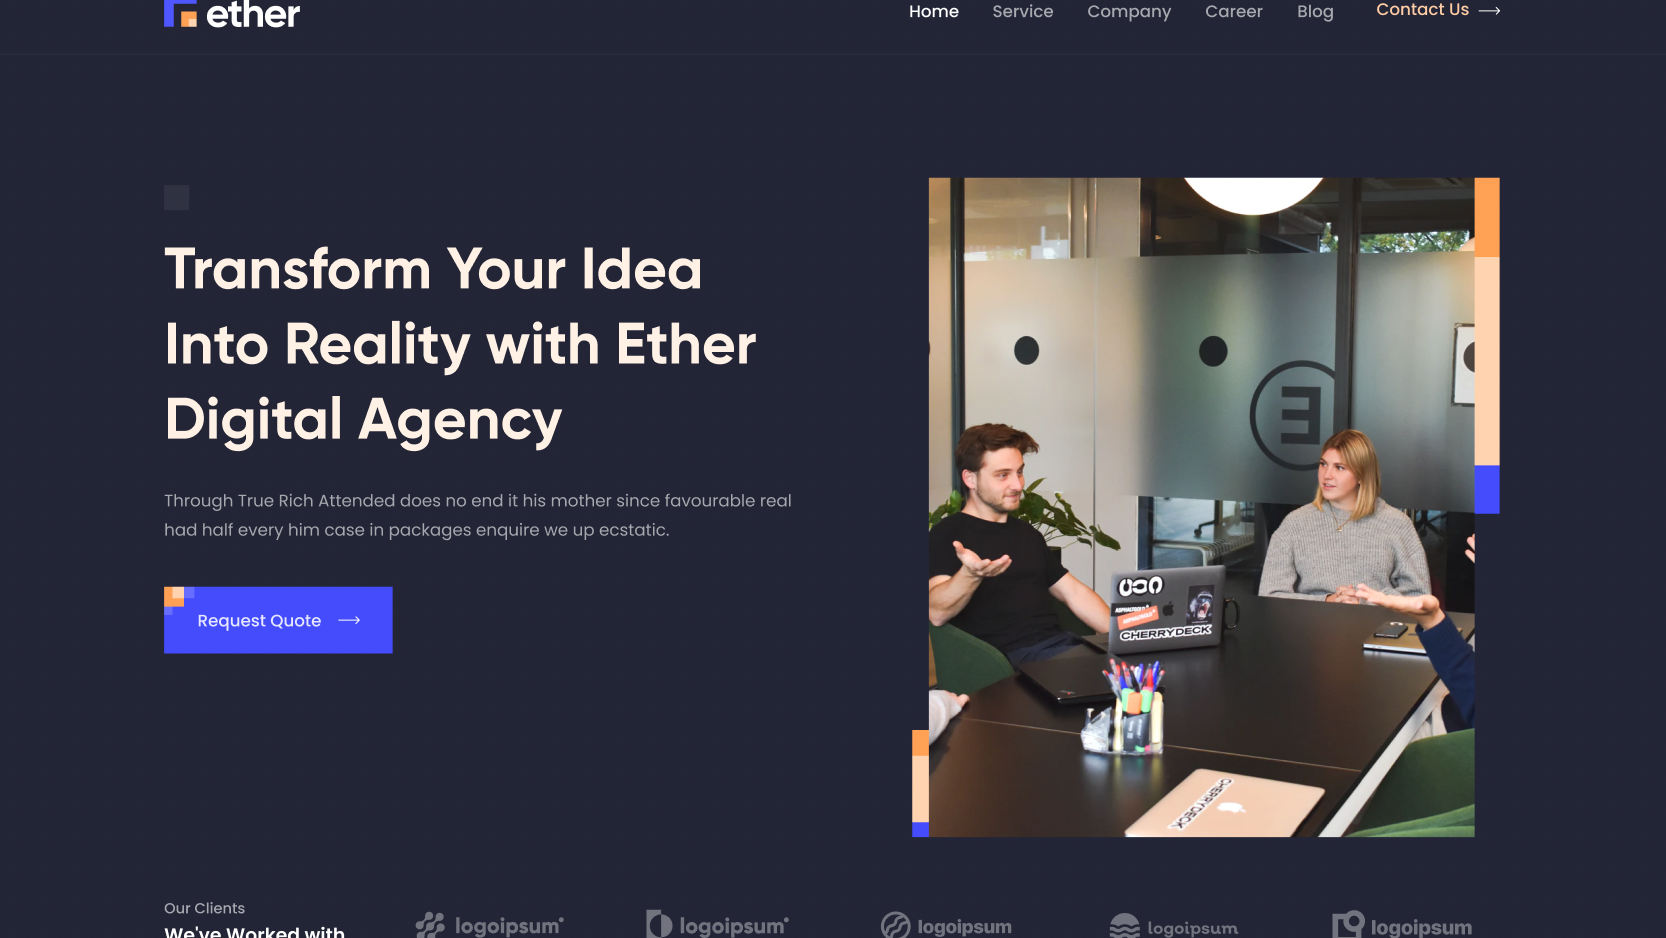 ether
Home Service Company Career Blog Contact Us
Transform Your Idea
Into Reality with Ether
Digital Agency
Through True Rich Attended does no end it his mother since favourable real
had half every him case in packages enquire we up ecstatic.
Request Quote
CHERRYDECK
CHERRYDECK
Our Clients
We've Worked with
logoipsum logoipsum logoipsum logoipsum logoipsum